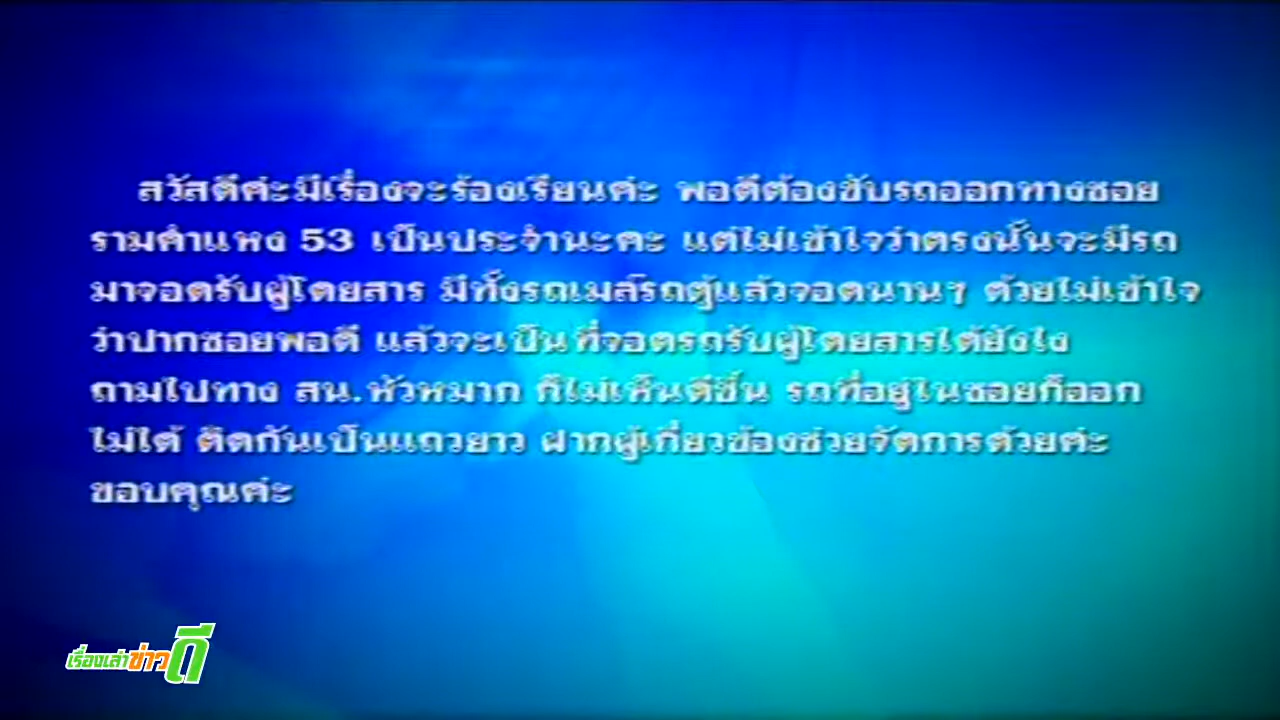 สวัสดีค่ะมีเรื่องจะร้องเรียนค่ะ พอดีต้องขับรถออกทางซอย
รามคำแหง 53 เป็นประจำนะคะ แต่ไม่เข้าใจว่าตรงนั้นจะมีรถ
มาจอดรับผู้โดยสาร มีทั้งรถเมล์รถตู้แล้วจอดนานๆ ด้วยไม่เข้าใจ
ว่าปากซอยพอดี แล้วจะเป็นที่จอดรถรับผู้โดยสารได้ยังไง
ถามไปทาง สน.หัวหมาก ก็ไม่เห็นดีขึ้น รถที่อยู่ในซอยก็ออก
ไม่ได้ ติดกันเป็นแถวยาว ฝากผู้เกี่ยวข้องช่วยจัดการด้วยค่ะ
ขอบคุณค่ะ
เรื่องเล่าข่าวดี